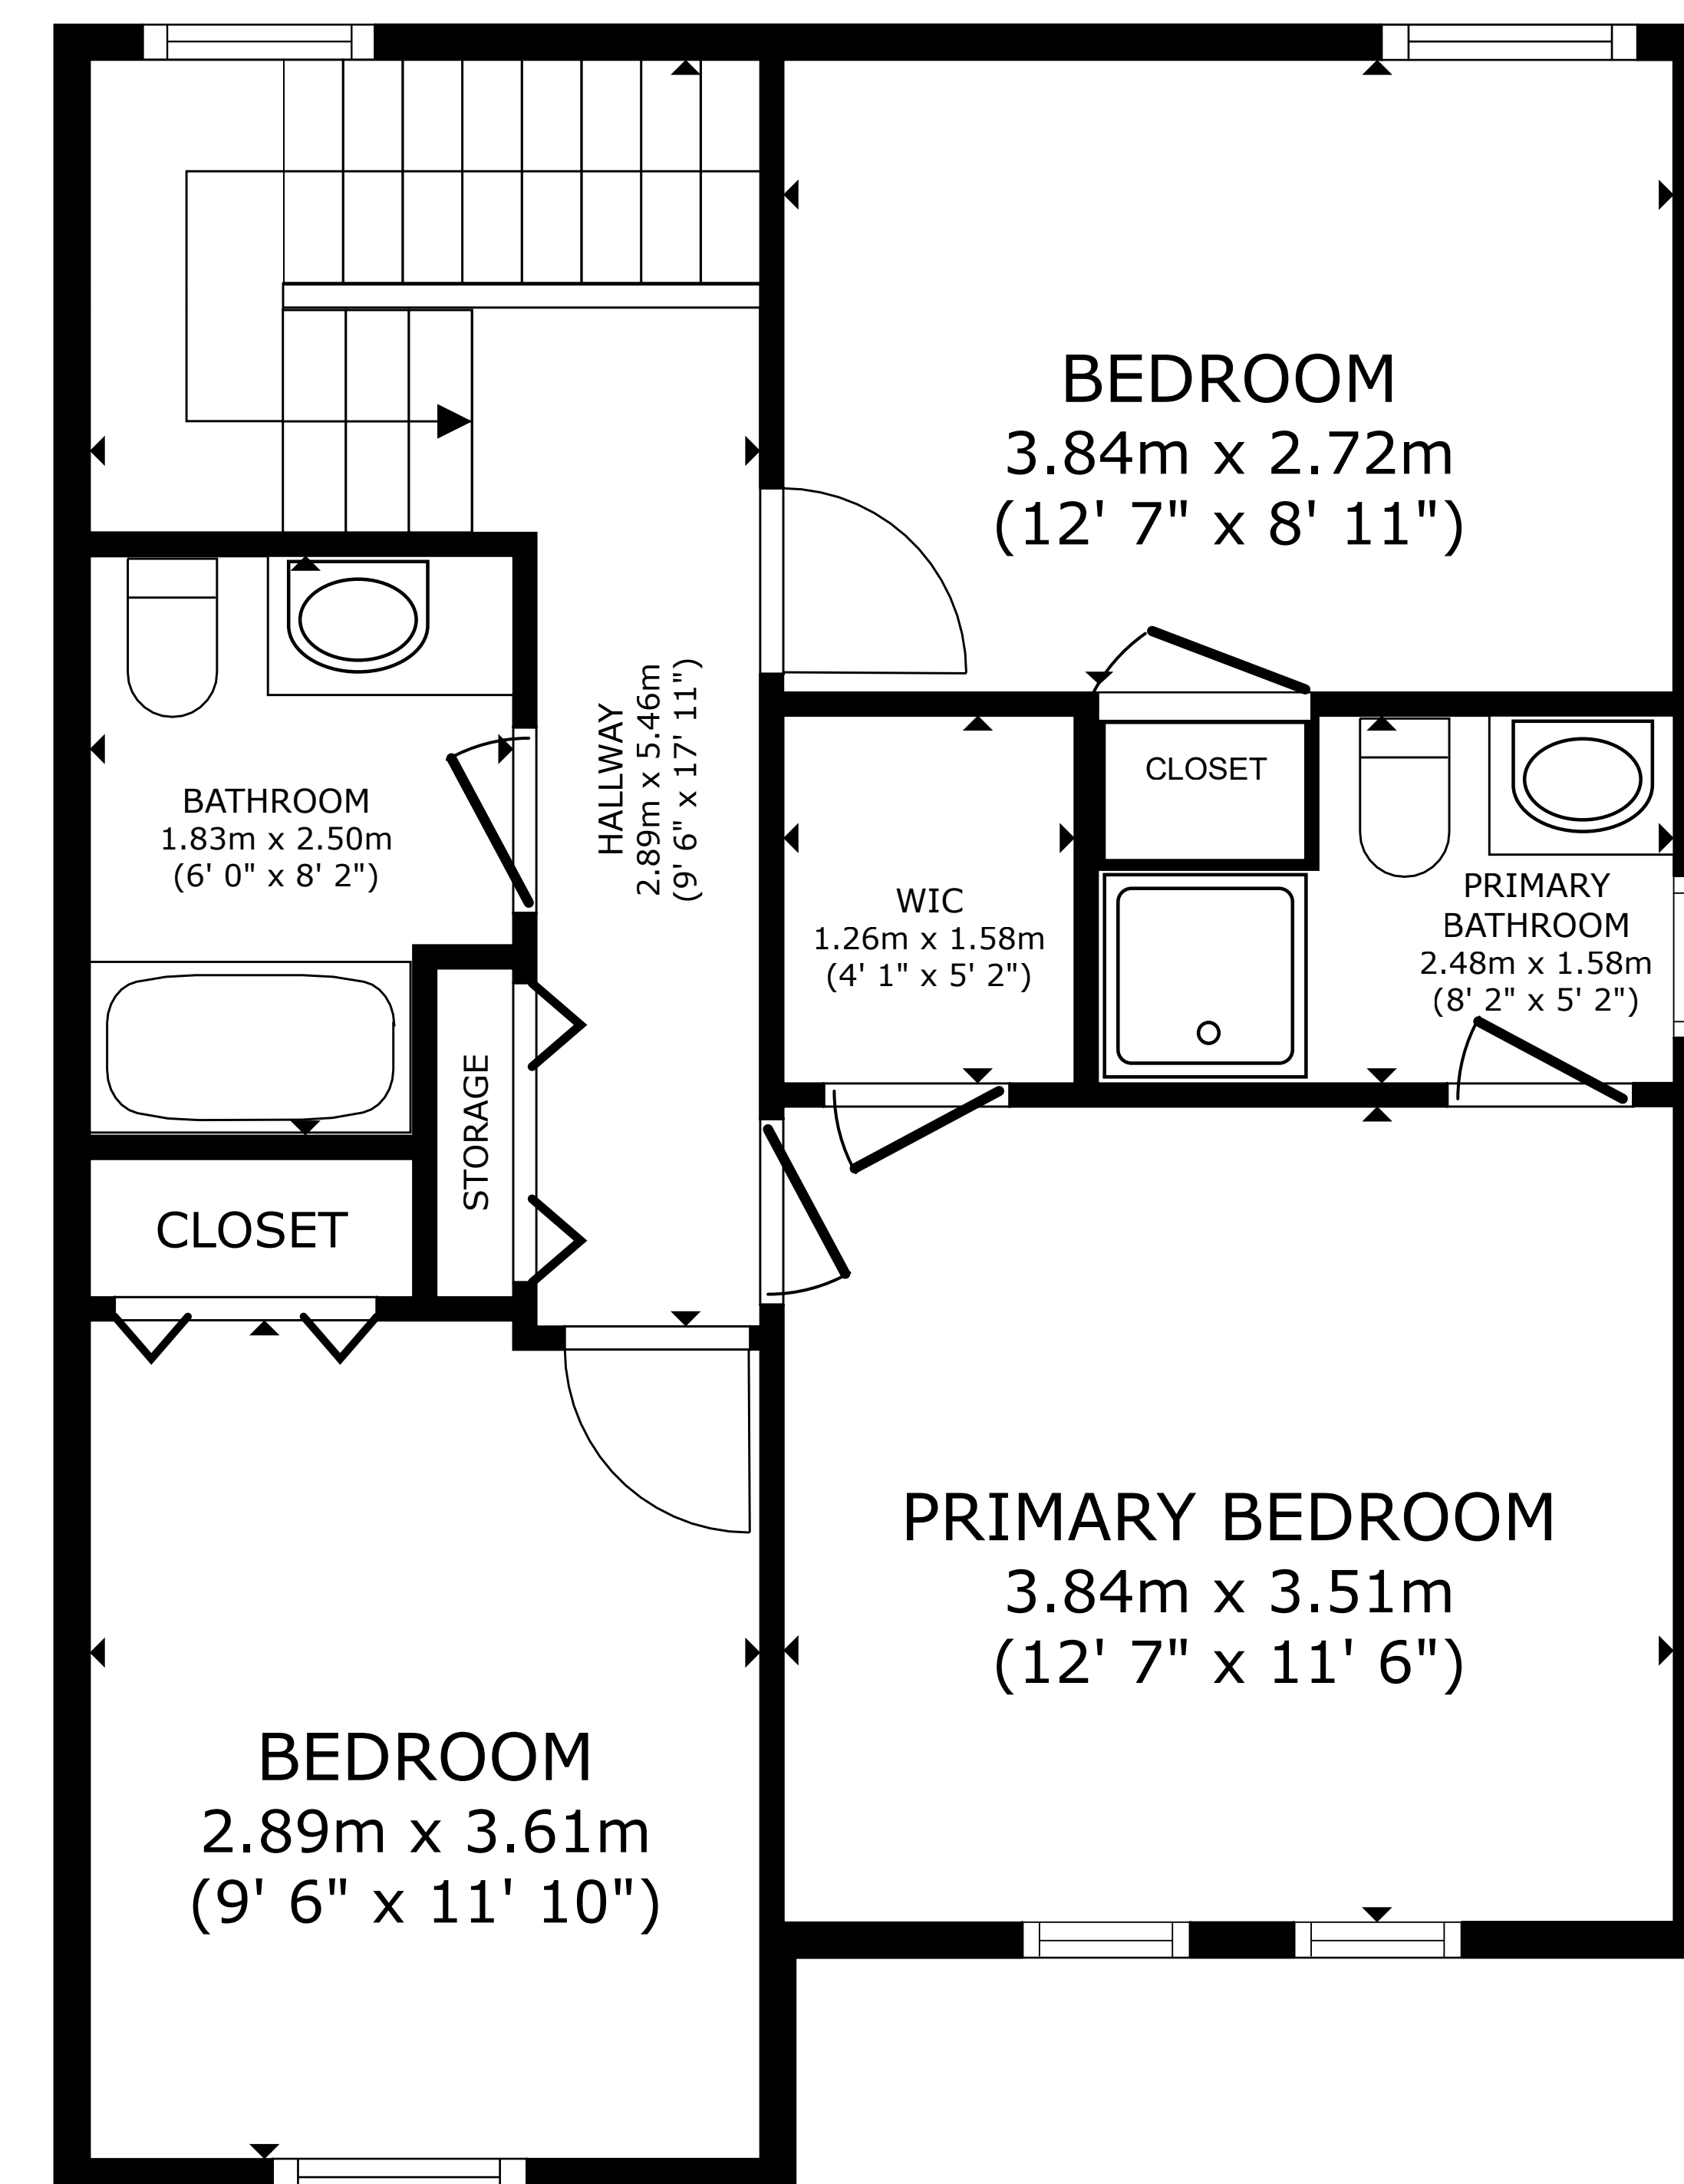 BEDROOM
3.84m x 2.72m
(12' 7" x 8' 11")
HALLWAY
2.89m x 5.46m
(9' 6" x 17' 11")
BATHROOM
1.83m x 2.50m
(6' 0" x 8' 2")
CLOSET
WIC
1.26m x 1.58m
(4' 1" x 5' 2")
PRIMARY
BATHROOM
2.48m x 1.58m
(8' 2" x 5' 2")
STORAGE
CLOSET
PRIMARY BEDROOM
3.84m x 3.51m
(12' 7" x 11' 6")
BEDROOM
2.89m x 3.61m
(9' 6" x 11' 10")